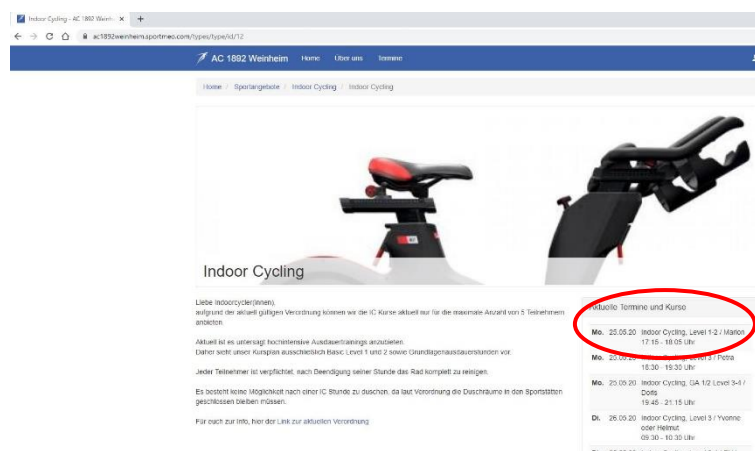 Indoor Cycling - AC 1892 Weinh
ac1892weinheim.sportmeo.com/types/type/id/12
AC 1892 Weinheim Home Über uns Termine
Home / Sportangebote / Indoor Cycling / Indoor Cycling
Indoor Cycling
Liebe Indoorcycler(innen),
aufgrund der aktuell gültigen Verordnung können wir die IC Kurse aktuell nur für die maximale Anzahl von 5 Teilnehmern
anbieten.
Aktuell ist es untersagt hochintensive Ausdauertrainings anzubieten.
Daher sieht unser Kursplan ausschließlich Basic Level 1 und 2 sowie Grundlagenausdauerstunden vor.
Jeder Teilnehmer ist verpflichtet, nach Beendigung seiner Stunde das Rad komplett zu reinigen.
Es besteht keine Möglichkeit nach einer IC Stunde zu duschen, da laut Verordnung die Duschräume in den Sportstätten
geschlossen bleiben müssen.
Für euch zur Info, hier der Link zur aktuellen Verordnung
Aktuelle Termine und Kurse
Mo. 25.05.20 Indoor Cycling, Level 1-2 / Marion
17:15 - 18:05 Uhr
Mo. 25.05.20 Indoor Cycling, Level 3 / Petra
18:30 - 19:30 Uhr
Mo. 25.05.20 Indoor Cycling, GA 1/2 Level 3-4 /
Doris
19:45 - 21:15 Uhr
Di. 26.05.20 Indoor Cycling, Level 3 / Yvonne
oder Helmut
09:30 - 10:30 Uhr